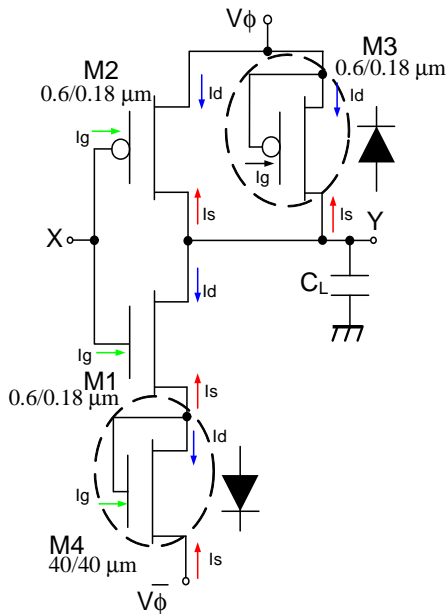 Vϕ
M3
0.6/0.18 μm
M2
0.6/0.18 μm
Id
Id
Ig
Ig
Is
Is
X
Y
Id
CL
Ig
M1
0.6/0.18 μm
Is
Id
Ig
Is
M4
40/40 μm
Vϕ̅